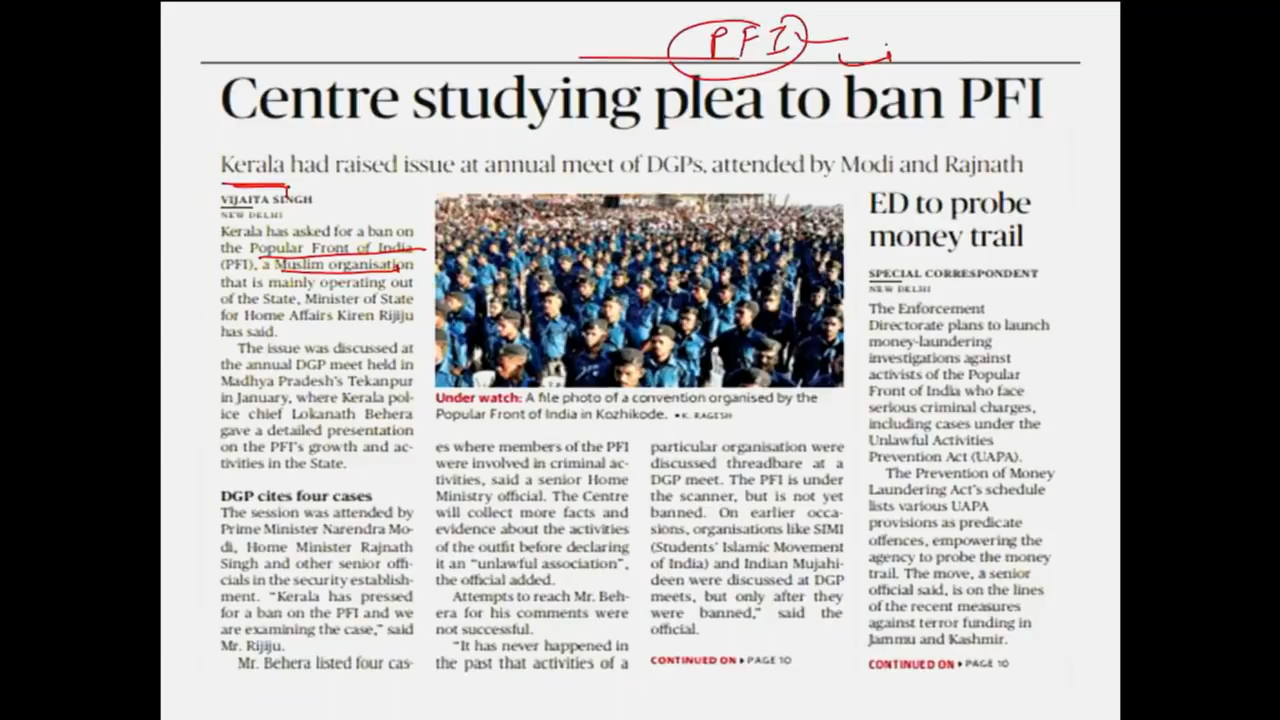 PFI
Centre studying plea to ban PFI
Kerala had raised issue at annual meet of DGPs, attended by Modi and Rajnath
VIJAITA SINGH
NEW DELHI
Kerala has asked for a ban on
the Popular Front of India
(PFI), a Muslim organisation
that is mainly operating out
of the State, Minister of State
for Home Affairs Kiren Rijiju
has said.
The issue was discussed at
the annual DGP meet held in
Madhya Pradesh's Tekanpur
in January, where Kerala pol-
ice chief Lokanath Behera
gave a detailed presentation
on the PFI's growth and ac-
tivities in the State.
DGP cites four cases
The session was attended by
Prime Minister Narendra Mo-
di, Home Minister Rajnath
Singh and other senior offi-
cials in the security establish-
ment. “Kerala has pressed
for a ban on the PFI and we
are examining the case,” said
Mr. Rijiju.
Mr. Behera listed four cas-
Under watch: A file photo of a convention organised by the
Popular Front of India in Kozhikode. •K. RAGESH
es where members of the PFI
were involved in criminal ac-
tivities, said a senior Home
Ministry official. The Centre
will collect more facts and
evidence about the activities
of the outfit before declaring
it an “unlawful association”,
the official added.
Attempts to reach Mr. Beh-
era for his comments were
not successful.
“It has never happened in
the past that activities of a
particular organisation were
discussed threadbare at a
DGP meet. The PFI is under
the scanner, but is not yet
banned. On earlier occa-
sions, organisations like SIMI
(Students' Islamic Movement
of India) and Indian Mujahi-
deen were discussed at DGP
meets, but only after they
were banned,” said the
official.
CONTINUED ON ▸ PAGE 10
ED to probe
money trail
SPECIAL CORRESPONDENT
NEW DELHI
The Enforcement
Directorate plans to launch
money-laundering
investigations against
activists of the Popular
Front of India who face
serious criminal charges,
including cases under the
Unlawful Activities
Prevention Act (UAPA).
The Prevention of Money
Laundering Act's schedule
lists various UAPA
provisions as predicate
offences, empowering the
agency to probe the money
trail. The move, a senior
official said, is on the lines
of the recent measures
against terror funding in
Jammu and Kashmir.
CONTINUED ON ▸ PAGE 10